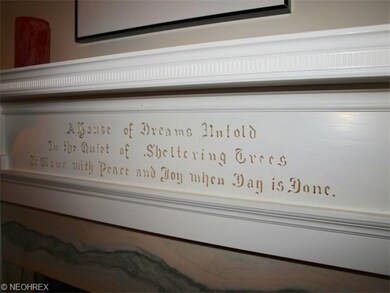 A House of Dreams Untold
In the Quiet of Sheltering Trees
To with Peace and Joy when Day is Done.
© NEOHREX